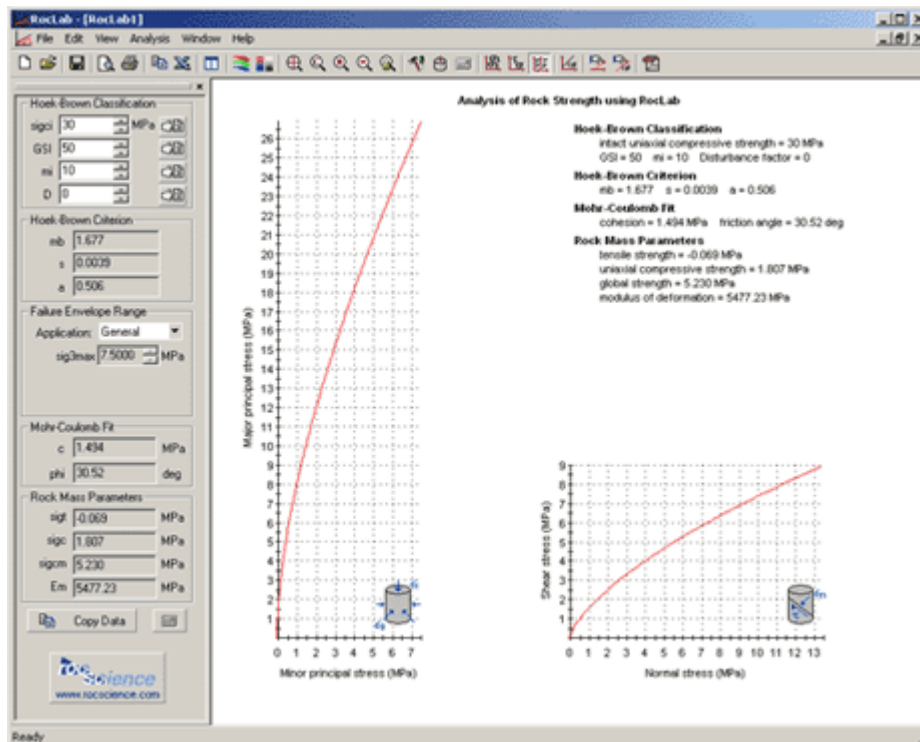 RocLab - [RocLab1]
File Edit View Analysis Window Help
Hoek-Brown Classification
sigci 30 MPa
GSI 50
mi 10
D 0
Hoek-Brown Criterion
mb 1.677
s 0.0039
a 0.506
Failure Envelope Range
Application: General
sig3max 7.5000 MPa
Mohr-Coulomb Fit
c 1.494 MPa
phi 30.52 deg
Rock Mass Parameters
sigt -0.069 MPa
sigc 1.807 MPa
sigcm 5.230 MPa
Em 5477.23 MPa
Copy Data
rocscience
www.rocscience.com
Ready
Analysis of Rock Strength using RocLab
Hoek-Brown Classification
intact uniaxial compressive strength = 30 MPa
GSI = 50 mi = 10 Disturbance factor = 0
Hoek-Brown Criterion
mb = 1.677 s = 0.0039 a = 0.506
Mohr-Coulomb Fit
cohesion = 1.494 MPa friction angle = 30.52 deg
Rock Mass Parameters
tensile strength = -0.069 MPa
uniaxial compressive strength = 1.807 MPa
global strength = 5.230 MPa
modulus of deformation = 5477.23 MPa
Major principal stress (MPa)
26
25
24
23
22
21
20
19
18
17
16
15
14
13
12
11
10
9
8
7
6
5
4
3
2
1
0 1 2 3 4 5 6 7
Minor principal stress (MPa)
Shear stress (MPa)
9
8
7
6
5
4
3
2
1
0 1 2 3 4 5 6 7 8 9 10 11 12 13
Normal stress (MPa)